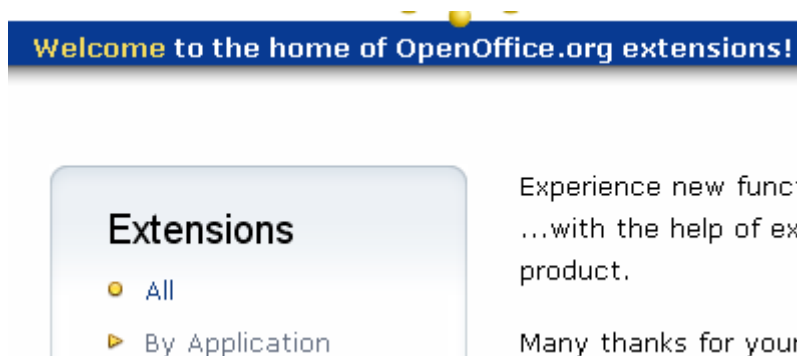 Welcome to the home of OpenOffice.org extensions!
Extensions
All
By Application
Experience new
...with the help of
product.
Many thanks for your